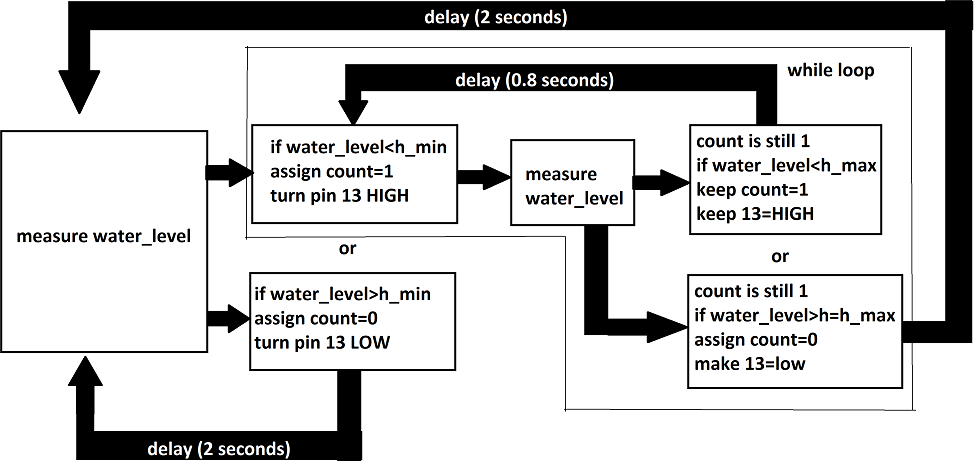 delay (2 seconds)
while loop
delay (0.8 seconds)
if water_level<h_min
assign count=1
turn pin 13 HIGH
measure
water_level
count is still 1
if water_level<h_max
keep count=1
keep 13=HIGH
measure water_level
or
or
if water_level>h_min
assign count=0
turn pin 13 LOW
count is still 1
if water_level>h=h_max
assign count=0
make 13=low
delay (2 seconds)